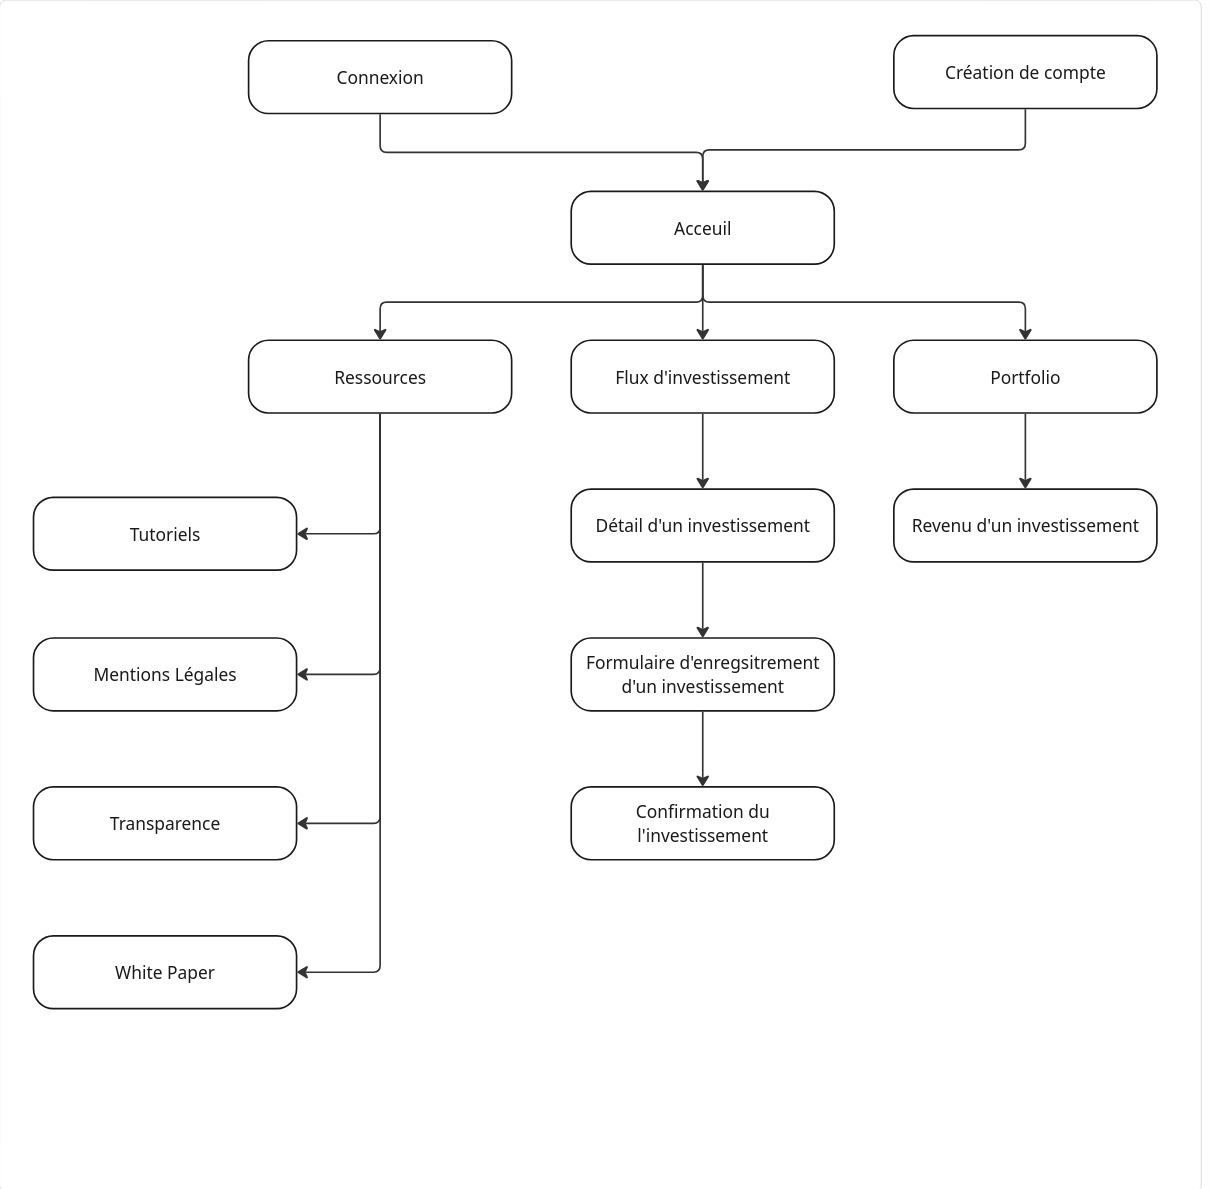 Connexion
Création de compte
Acceuil
Ressources
Flux d'investissement
Portfolio
Tutoriels
Détail d'un investissement
Revenu d'un investissement
Mentions Légales
Formulaire d'enregsitrement
d'un investissement
Transparence
Confirmation du
l'investissement
White Paper